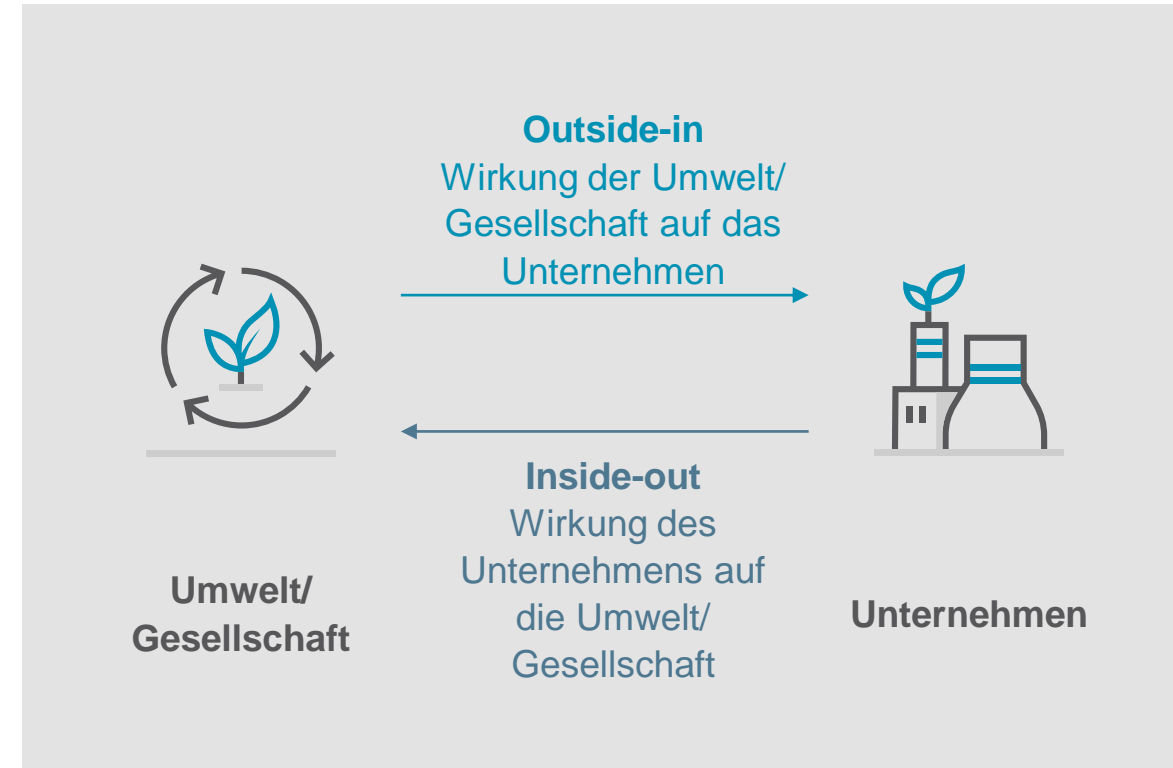 Outside-in
Wirkung der Umwelt/
Gesellschaft auf das
Unternehmen
Inside-out
Wirkung des
Unternehmens auf
die Umwelt/
Gesellschaft
Umwelt/
Gesellschaft
Unternehmen